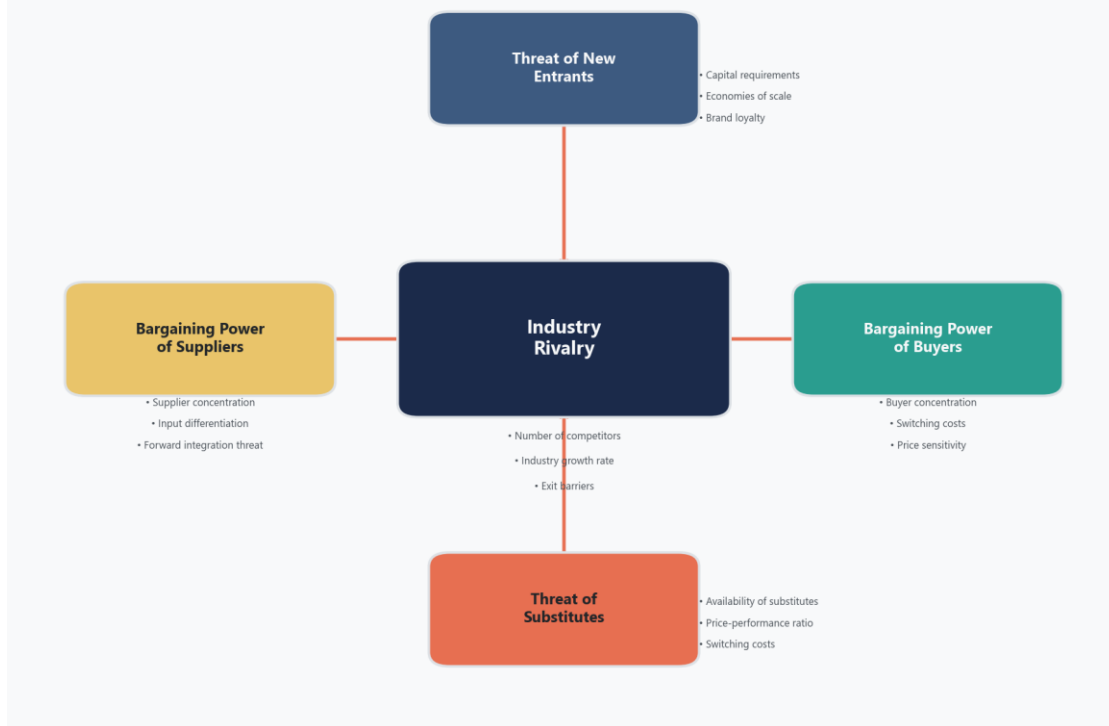 Threat of New
Entrants
• Capital requirements
• Economies of scale
• Brand loyalty
Bargaining Power
of Suppliers
• Supplier concentration
• Input differentiation
• Forward integration threat
Industry
Rivalry
• Number of competitors
• Industry growth rate
• Exit barriers
Bargaining Power
of Buyers
• Buyer concentration
• Switching costs
• Price sensitivity
Threat of
Substitutes
• Availability of substitutes
• Price-performance ratio
• Switching costs